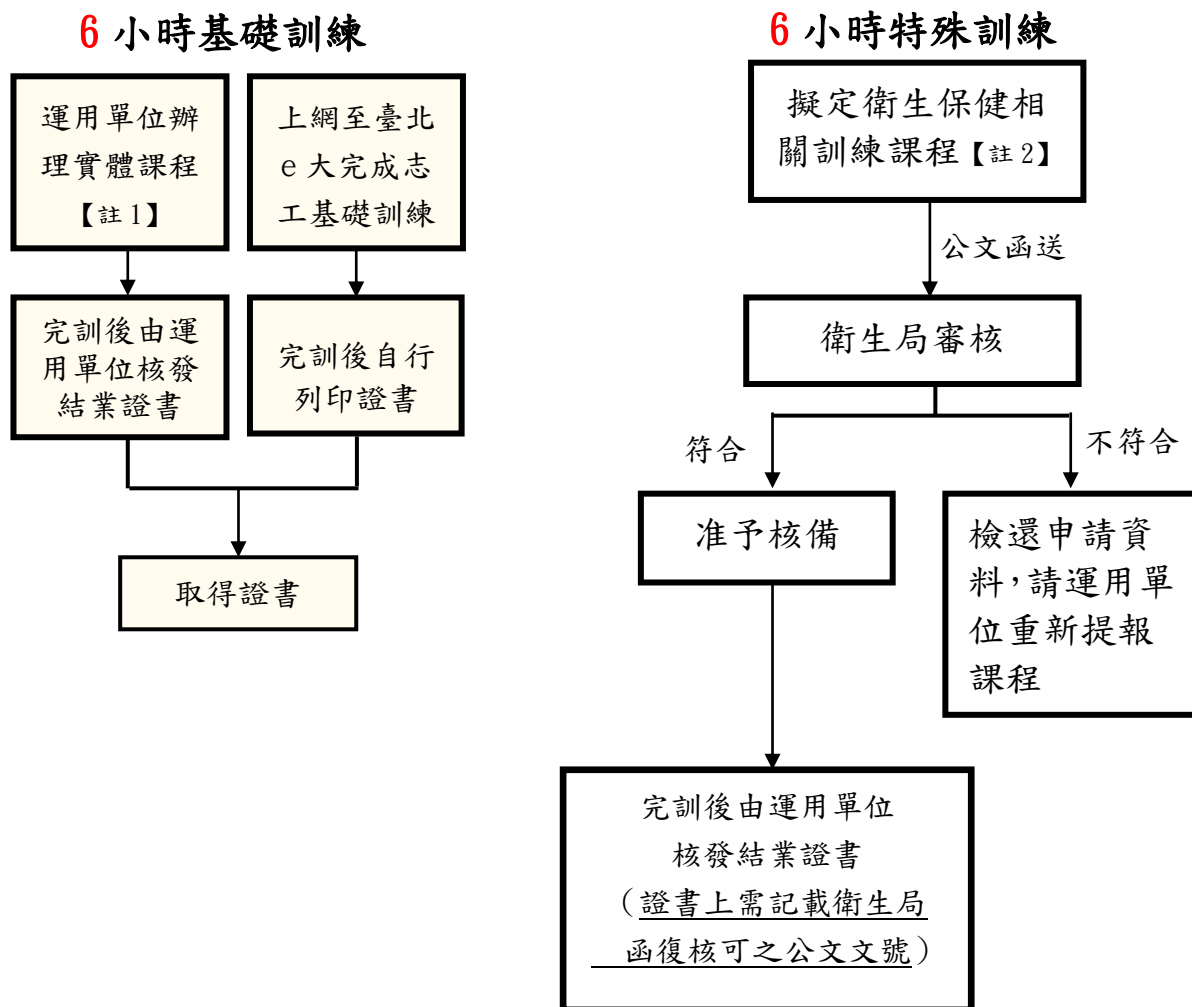 6 小時基礎訓練
運用單位辦
理實體課程
【註1】
上網至臺北
e 大完成志
工基礎訓練
完訓後由運
用單位核發
結業證書
完訓後自行
列印證書
取得證書
6 小時特殊訓練
擬定衛生保健相
關訓練課程【註2】
公文函送
衛生局審核
符合
不符合
准予核備
檢還申請資
料,請運用單
位重新提報
課程
完訓後由運用單位
核發結業證書
(證書上需記載衛生局
函復核可之公文文號)